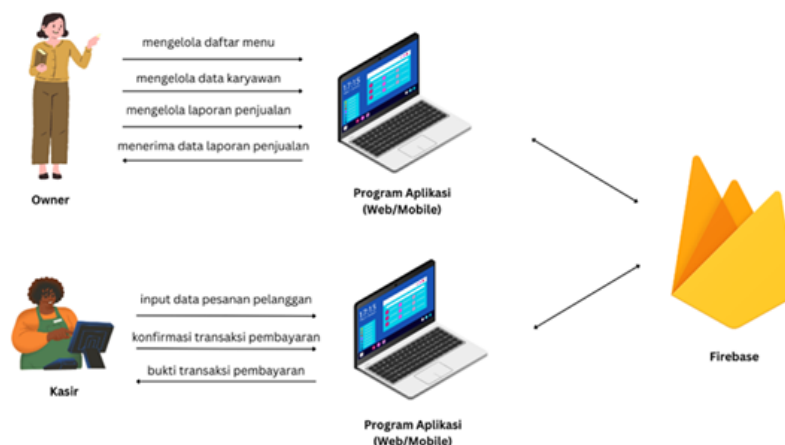 mengelola daftar menu
mengelola data karyawan
mengelola laporan penjualan
menerima data laporan penjualan
Owner
Program Aplikasi
(Web/Mobile)
input data pesanan pelanggan
konfirmasi transaksi pembayaran
bukti transaksi pembayaran
Kasir
Program Aplikasi
(Web/Mobile)
Firebase